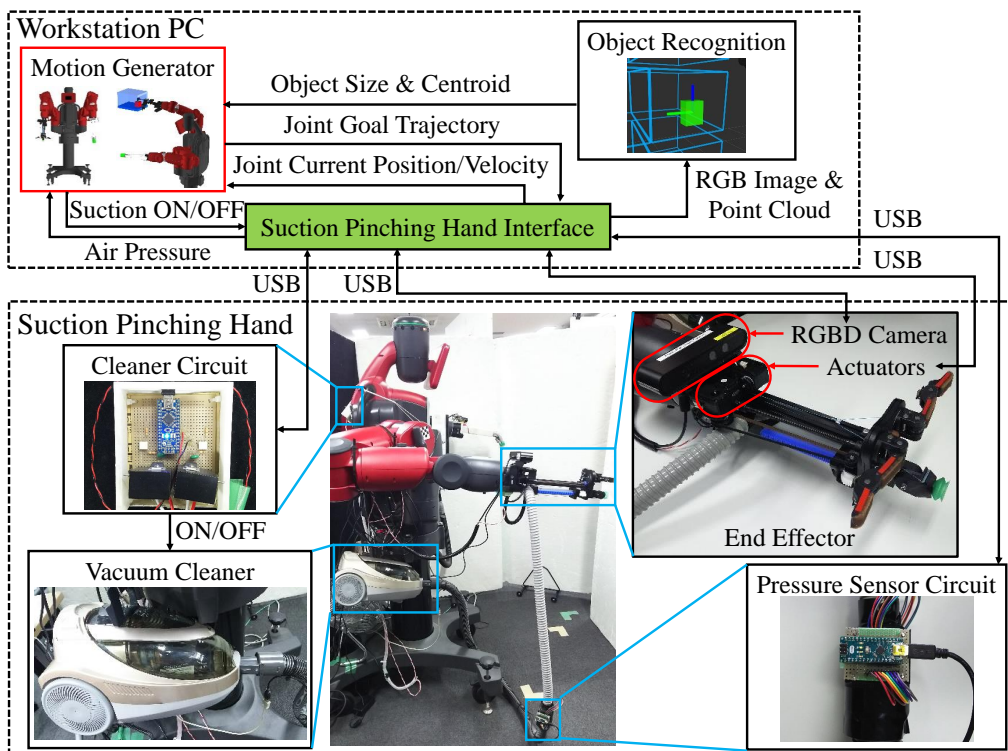 Workstation PC
Motion Generator
Object Recognition
Object Size & Centroid
Joint Goal Trajectory
Joint Current Position/Velocity
RGB Image &
Point Cloud
Suction ON/OFF
Suction Pinching Hand Interface
Air Pressure
USB
USB
USB
USB
Suction Pinching Hand
Cleaner Circuit
RGBD Camera
Actuators
ON/OFF
End Effector
Vacuum Cleaner
Pressure Sensor Circuit